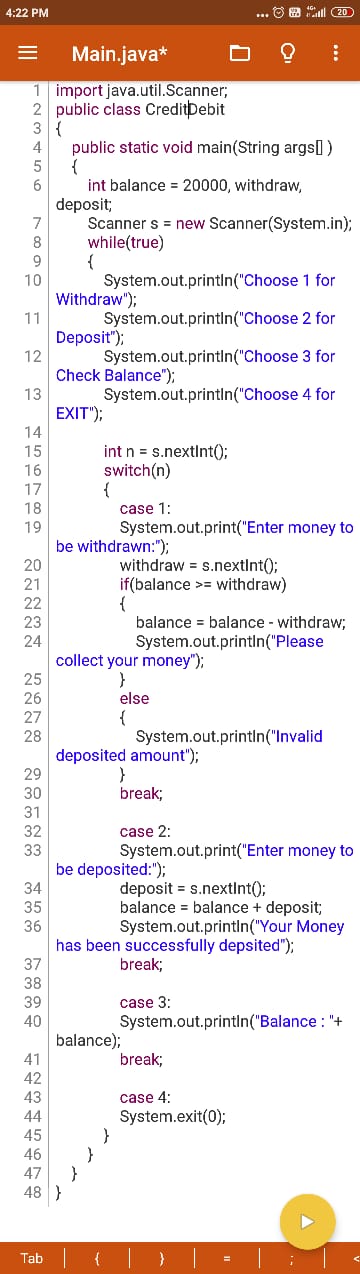 4:22 PM
... 4G+ 20
Main.java*
1 import java.util.Scanner;
2 public class CreditDebit
3 {
4 public static void main(String args[] )
5 {
6 int balance = 20000, withdraw,
deposit;
7 Scanner s = new Scanner(System.in);
8 while(true)
9 {
10 System.out.println("Choose 1 for
Withdraw");
11 System.out.println("Choose 2 for
Deposit");
12 System.out.println("Choose 3 for
Check Balance");
13 System.out.println("Choose 4 for
EXIT");
14
15 int n = s.nextInt();
16 switch(n)
17 {
18 case 1:
19 System.out.print("Enter money to
be withdrawn:");
20 withdraw = s.nextInt();
21 if(balance >= withdraw)
22 {
23 balance = balance - withdraw;
24 System.out.println("Please
collect your money");
25 }
26 else
27 {
28 System.out.println("Invalid
deposited amount");
29 }
30 break;
31
32 case 2:
33 System.out.print("Enter money to
be deposited:");
34 deposit = s.nextInt();
35 balance = balance + deposit;
36 System.out.println("Your Money
has been successfully depsited");
37 break;
38
39 case 3:
40 System.out.println("Balance : "+
balance);
41 break;
42
43 case 4:
44 System.exit(0);
45 }
46 }
47 }
48 }
Tab { } = ; <